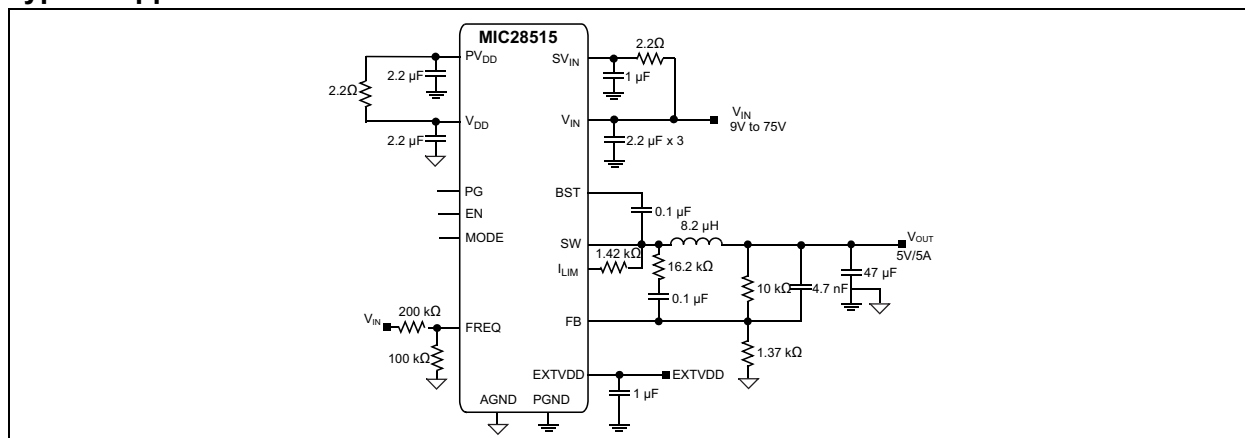 MIC28515
PVDD
2.2 µF
2.2Ω
VDD
2.2 µF
PG
EN
MODE
VIN
200 kΩ
FREQ
100 kΩ
AGND
PGND
SVIN
2.2Ω
1 µF
VIN
VIN
9V to 75V
2.2 µF x 3
BST
0.1 µF
8.2 µH
SW
VOUT
5V/5A
1.42 kΩ
ILIM
16.2 kΩ
47 µF
0.1 µF
10 kΩ
4.7 nF
FB
1.37 kΩ
EXTVDD
EXTVDD
1 µF